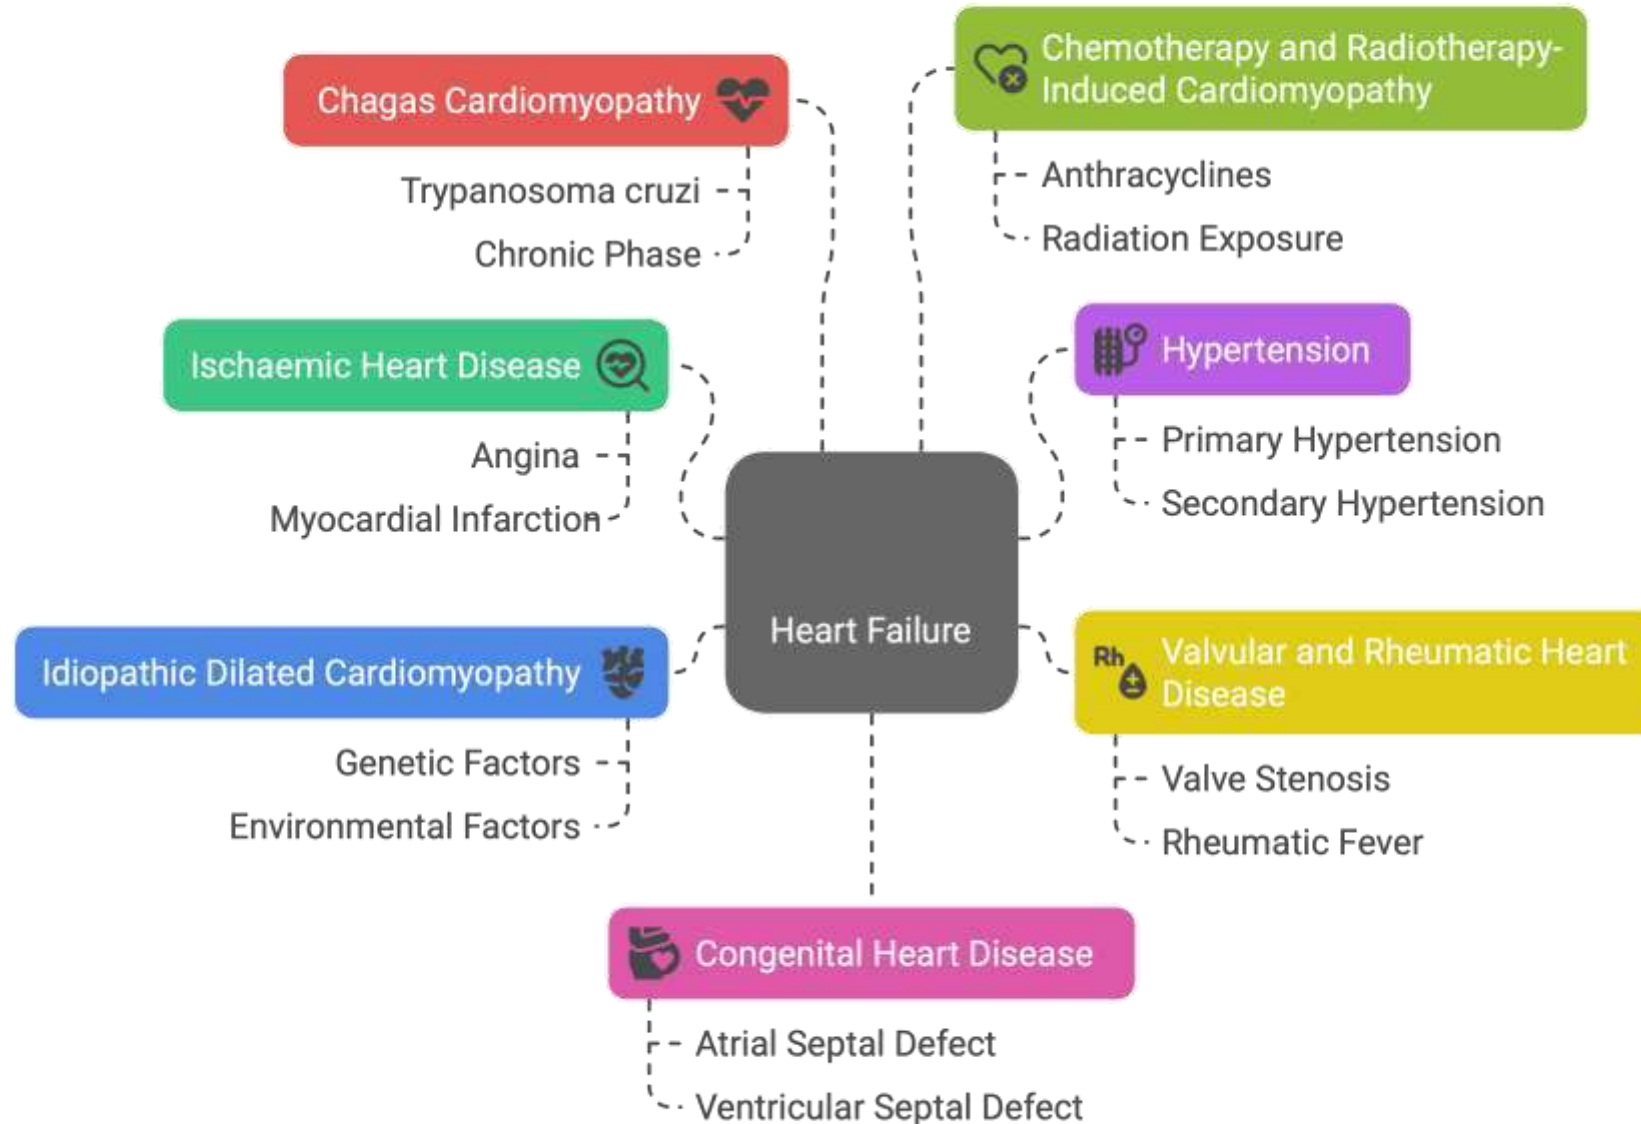 Chagas Cardiomyopathy
Trypanosoma cruzi
Chronic Phase
Chemotherapy and Radiotherapy-
Induced Cardiomyopathy
Anthracyclines
Radiation Exposure
Ischaemic Heart Disease
Angina
Myocardial Infarction
Hypertension
Primary Hypertension
Secondary Hypertension
Heart Failure
Idiopathic Dilated Cardiomyopathy
Genetic Factors
Environmental Factors
Rh
Valvular and Rheumatic Heart
Disease
Valve Stenosis
Rheumatic Fever
Congenital Heart Disease
Atrial Septal Defect
Ventricular Septal Defect